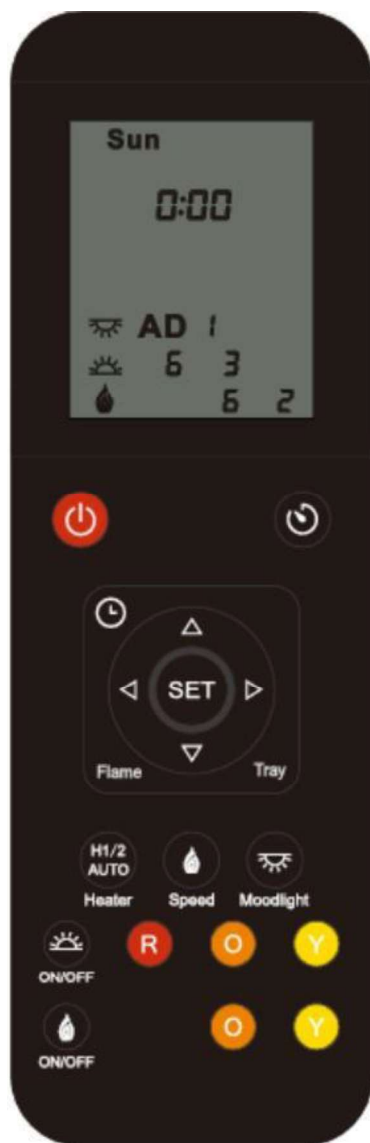 Sun
0:00
AD 1
6 3
6 2
SET
Flame Tray
H1/2
AUTO
Heater Speed Moodlight
R O Y
ON/OFF
O Y
ON/OFF